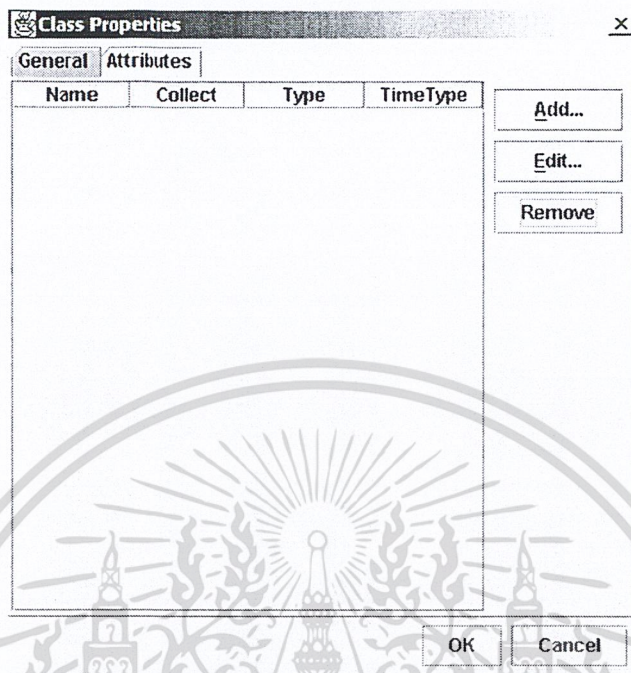 Class Properties
General Attributes
Name Collect Type TimeType
Add...
Edit...
Remove
OK Cancel